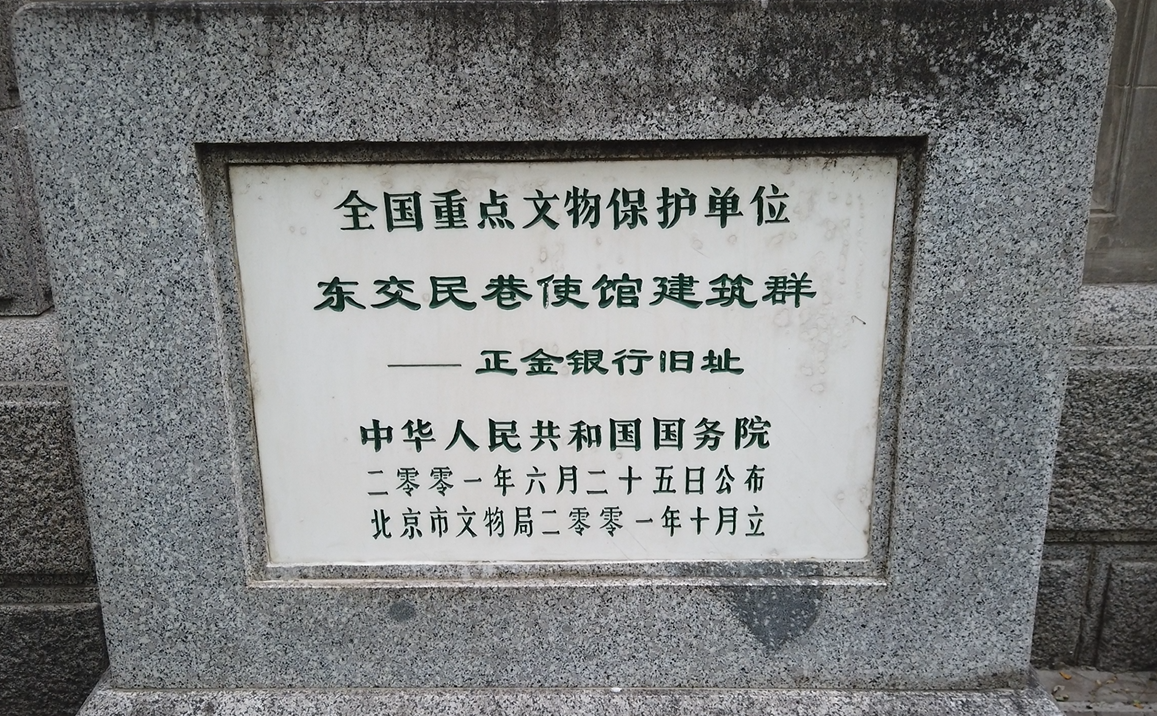 全国重点文物保护单位
东交民巷使馆建筑群
—— 正金银行旧址
中华人民共和国国务院
二零零一年六月二十五日公布
北京市文物局二零零一年十月立